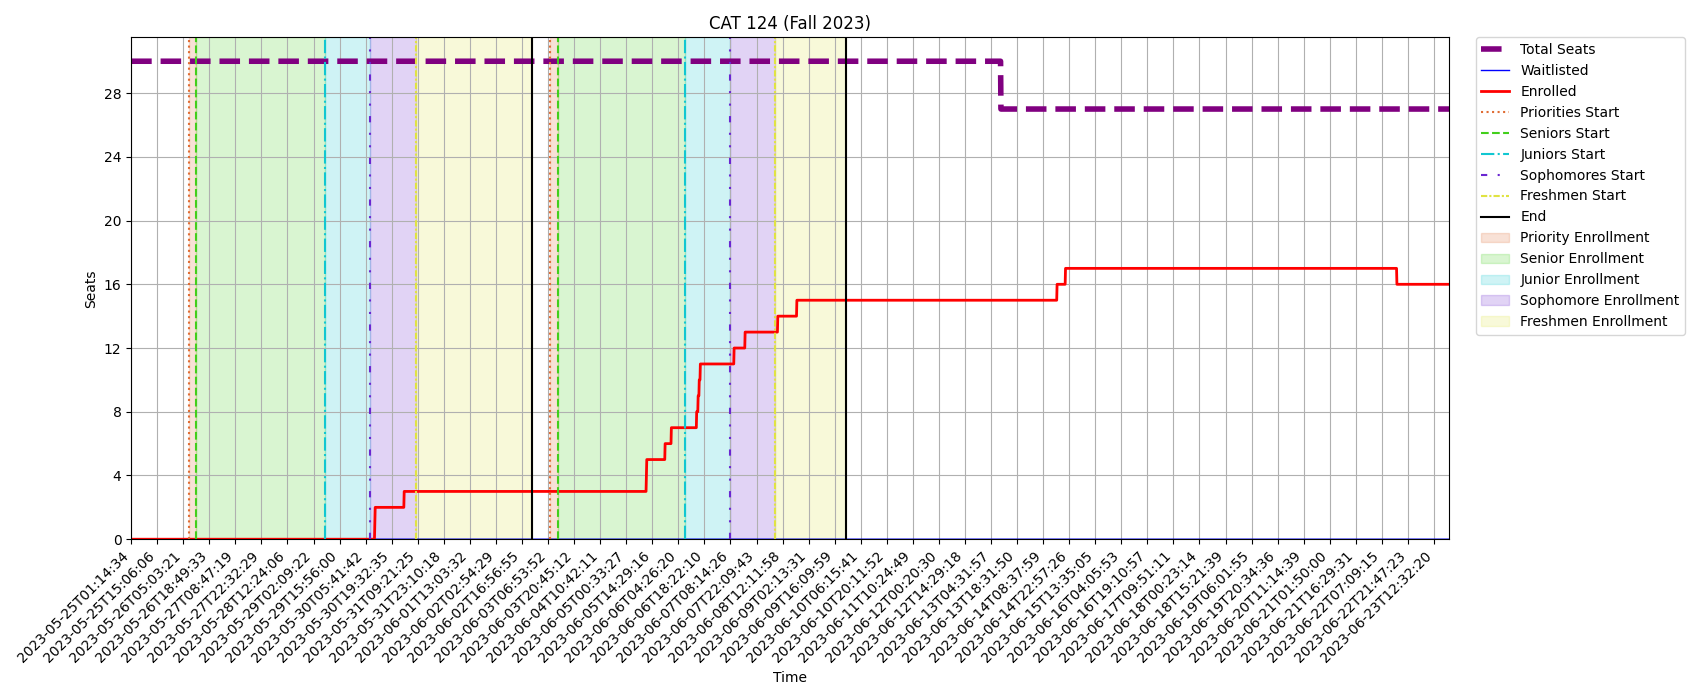 CAT 124 (Fall 2023)
Seats
28
24
20
16
12
8
4
0
2023-05-25T01:14:34
2023-05-25T15:06:06
2023-05-26T05:03:21
2023-05-26T18:49:33
2023-05-27T08:47:19
2023-05-27T22:32:29
2023-05-28T12:24:06
2023-05-29T02:09:22
2023-05-29T15:56:00
2023-05-30T05:41:42
2023-05-30T19:32:35
2023-05-31T09:21:25
2023-05-31T23:10:18
2023-06-01T13:03:32
2023-06-02T02:54:29
2023-06-02T16:56:55
2023-06-03T06:53:52
2023-06-03T20:45:12
2023-06-04T10:42:11
2023-06-05T00:33:27
2023-06-05T14:29:16
2023-06-06T04:26:20
2023-06-06T18:22:10
2023-06-07T08:14:26
2023-06-07T22:09:43
2023-06-08T12:11:58
2023-06-09T02:13:31
2023-06-09T16:09:59
2023-06-10T06:15:41
2023-06-10T20:11:52
2023-06-11T10:24:49
2023-06-12T00:20:30
2023-06-12T14:29:18
2023-06-13T04:31:57
2023-06-13T18:31:50
2023-06-14T08:37:59
2023-06-14T22:57:26
2023-06-15T13:35:05
2023-06-16T04:05:53
2023-06-16T19:10:57
2023-06-17T09:51:11
2023-06-18T00:23:14
2023-06-18T15:21:39
2023-06-19T06:01:55
2023-06-19T20:34:36
2023-06-20T11:14:39
2023-06-21T01:50:00
2023-06-21T16:29:31
2023-06-22T07:09:15
2023-06-22T21:47:23
2023-06-23T12:32:20
Time
Total Seats
Waitlisted
Enrolled
Priorities Start
Seniors Start
Juniors Start
Sophomores Start
Freshmen Start
End
Priority Enrollment
Senior Enrollment
Junior Enrollment
Sophomore Enrollment
Freshmen Enrollment